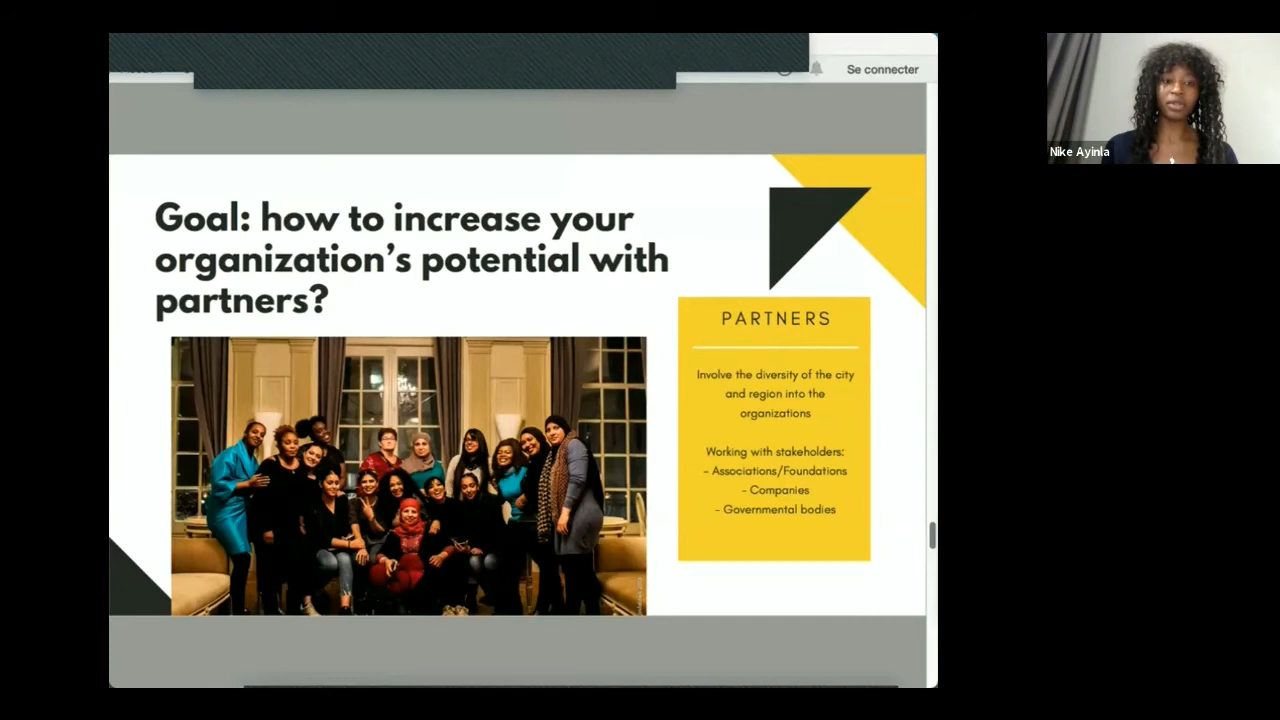 Se connecter
Goal: how to increase your
organization's potential with
partners?
PARTNERS
Involve the diversity of the city
and region into the
organizations
Working with stakeholders:
- Associations/Foundations
- Companies
- Governmental bodies
Nike Ayinla